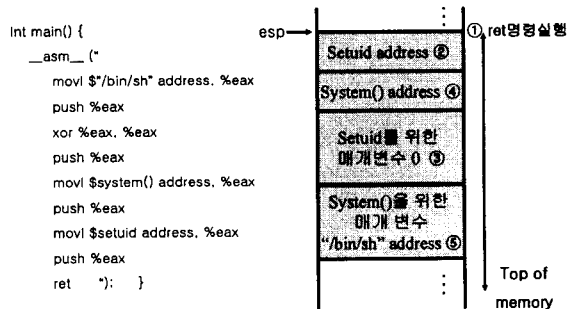 Int main() {
__asm__ ("
movl $"/bin/sh" address, %eax
push %eax
xor %eax, %eax
push %eax
movl $system() address, %eax
push %eax
movl $setuid address, %eax
push %eax
ret "); }
esp
① ret명령실행
Setuid address ②
System() address ④
Setuid를 위한
매개변수 0 ③
System()을 위한
매개 변수
"/bin/sh" address ⑤
Top of
memory